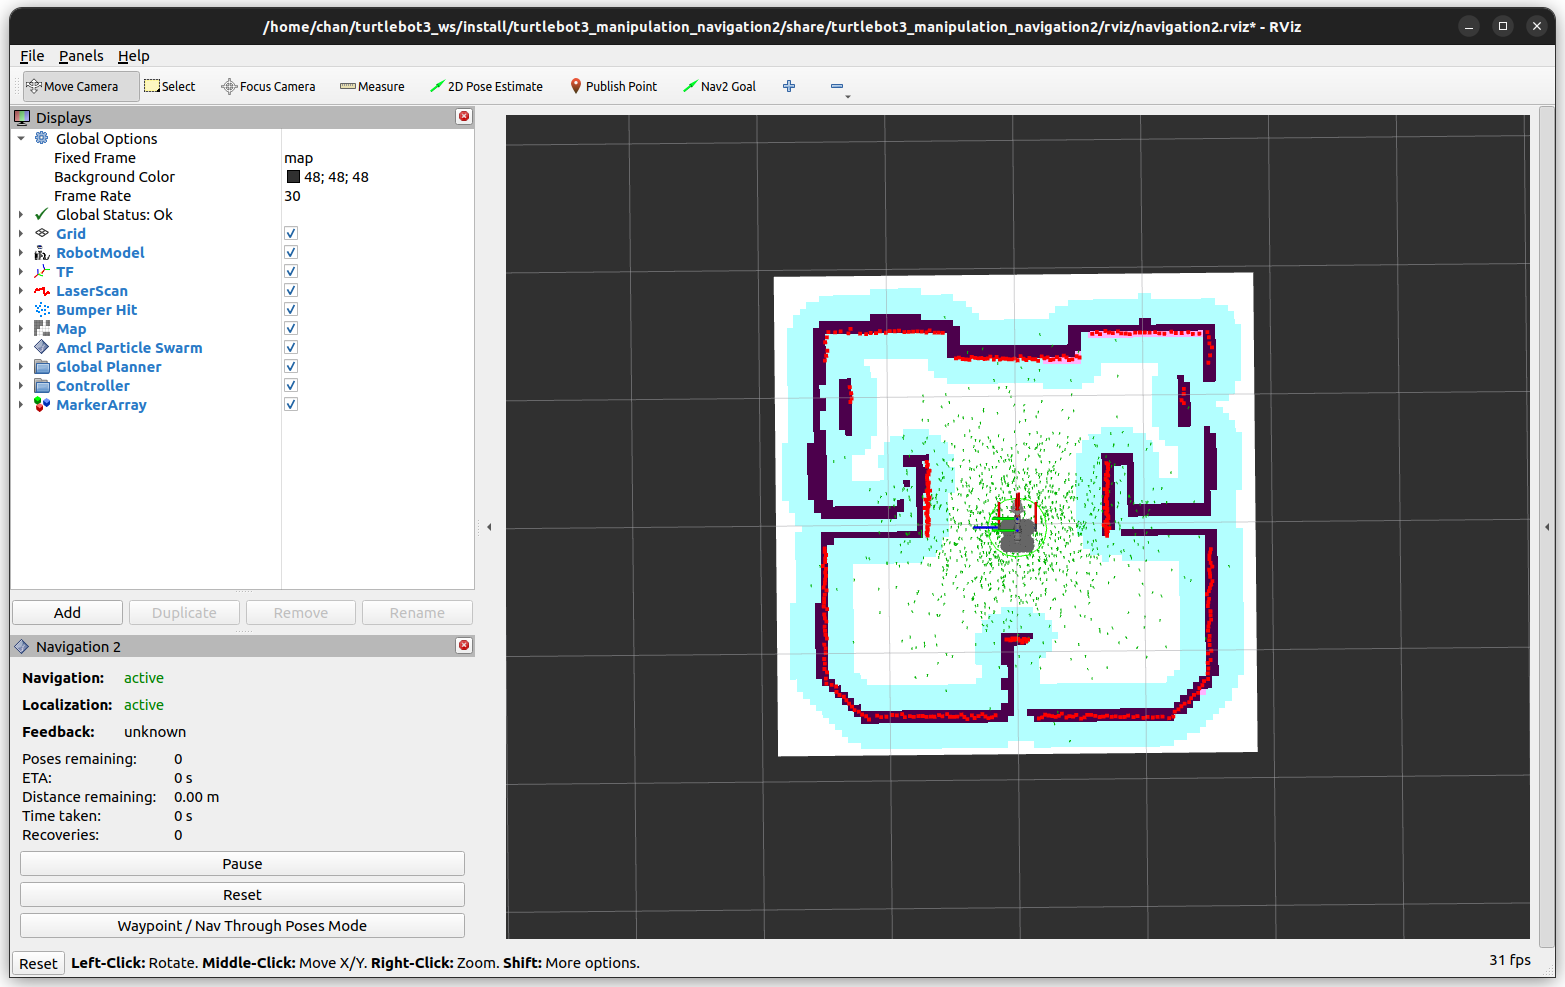 /home/chan/turtlebot3_ws/install/turtlebot3_manipulation_navigation2/share/turtlebot3_manipulation_navigation2/rviz/navigation2.rviz* - RViz
File Panels Help
Move Camera Select Focus Camera Measure 2D Pose Estimate Publish Point Nav2 Goal
Displays
Global Options
Fixed Frame map
Background Color 48; 48; 48
Frame Rate 30
Global Status: Ok
Grid
RobotModel
TF
LaserScan
Bumper Hit
Map
Amcl Particle Swarm
Global Planner
Controller
MarkerArray
Add Duplicate Remove Rename
Navigation 2
Navigation: active
Localization: active
Feedback: unknown
Poses remaining: 0
ETA: 0 s
Distance remaining: 0.00 m
Time taken: 0 s
Recoveries: 0
Pause
Reset
Waypoint / Nav Through Poses Mode
Reset Left-Click: Rotate. Middle-Click: Move X/Y. Right-Click: Zoom. Shift: More options. 31 fps